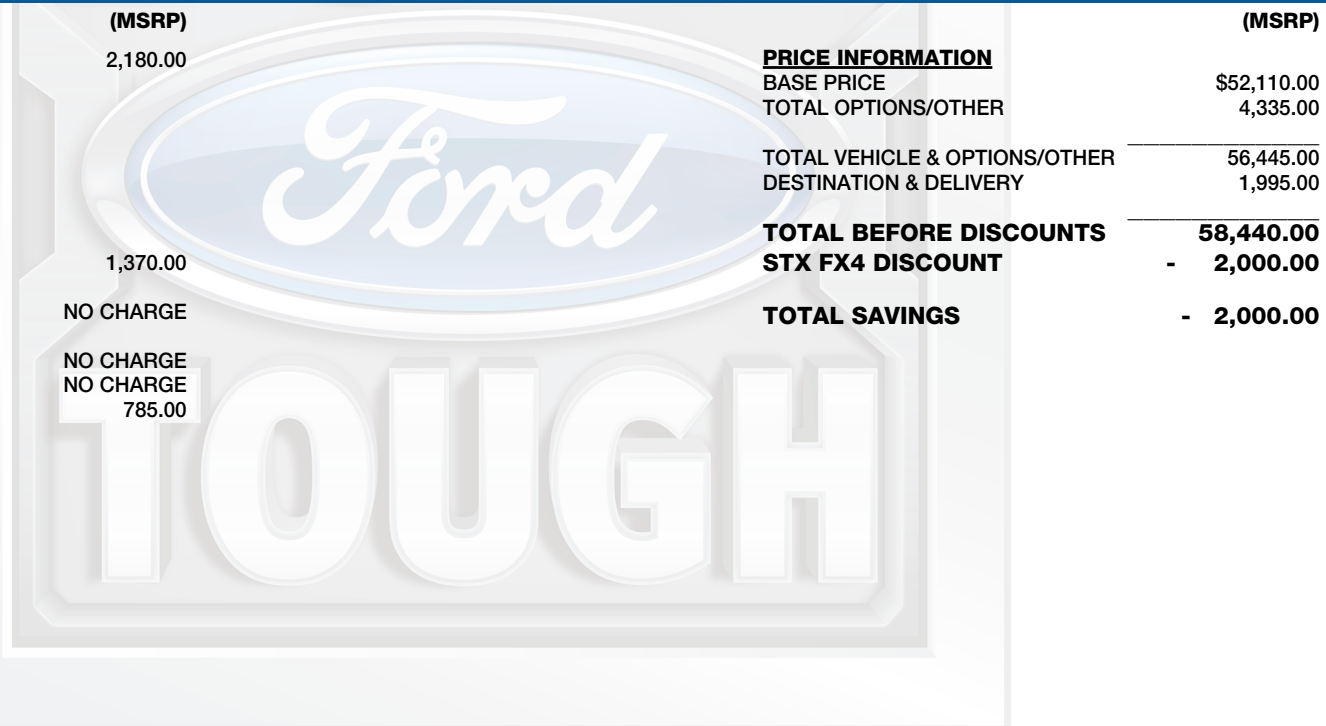 (MSRP)
2,180.00
1,370.00
NO CHARGE
NO CHARGE
NO CHARGE
785.00
(MSRP)
PRICE INFORMATION
BASE PRICE $52,110.00
TOTAL OPTIONS/OTHER 4,335.00
TOTAL VEHICLE & OPTIONS/OTHER 56,445.00
DESTINATION & DELIVERY 1,995.00
TOTAL BEFORE DISCOUNTS 58,440.00
STX FX4 DISCOUNT - 2,000.00
TOTAL SAVINGS - 2,000.00
Ford
TOUGH